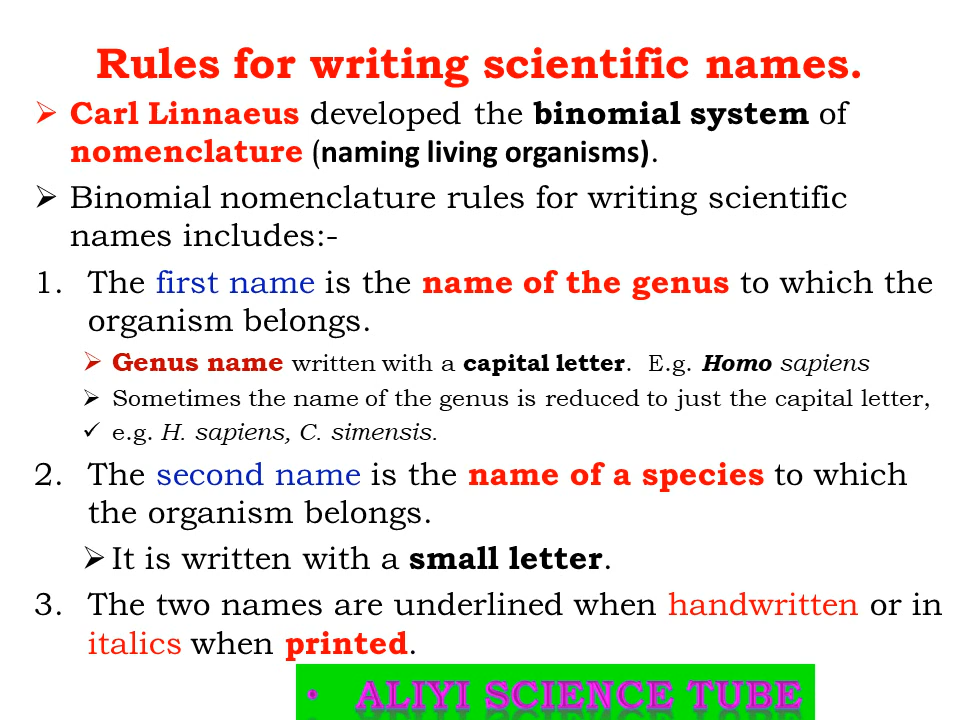 Rules for writing scientific names.
➢ Carl Linnaeus developed the binomial system of
nomenclature (naming living organisms).
➢ Binomial nomenclature rules for writing scientific
names includes:-
1. The first name is the name of the genus to which the
organism belongs.
➢ Genus name written with a capital letter. E.g. Homo sapiens
➢ Sometimes the name of the genus is reduced to just the capital letter,
✓ e.g. H. sapiens, C. simensis.
2. The second name is the name of a species to which
the organism belongs.
➢ It is written with a small letter.
3. The two names are underlined when handwritten or in
italics when printed.
• ALIYI SCIENCE TUBE